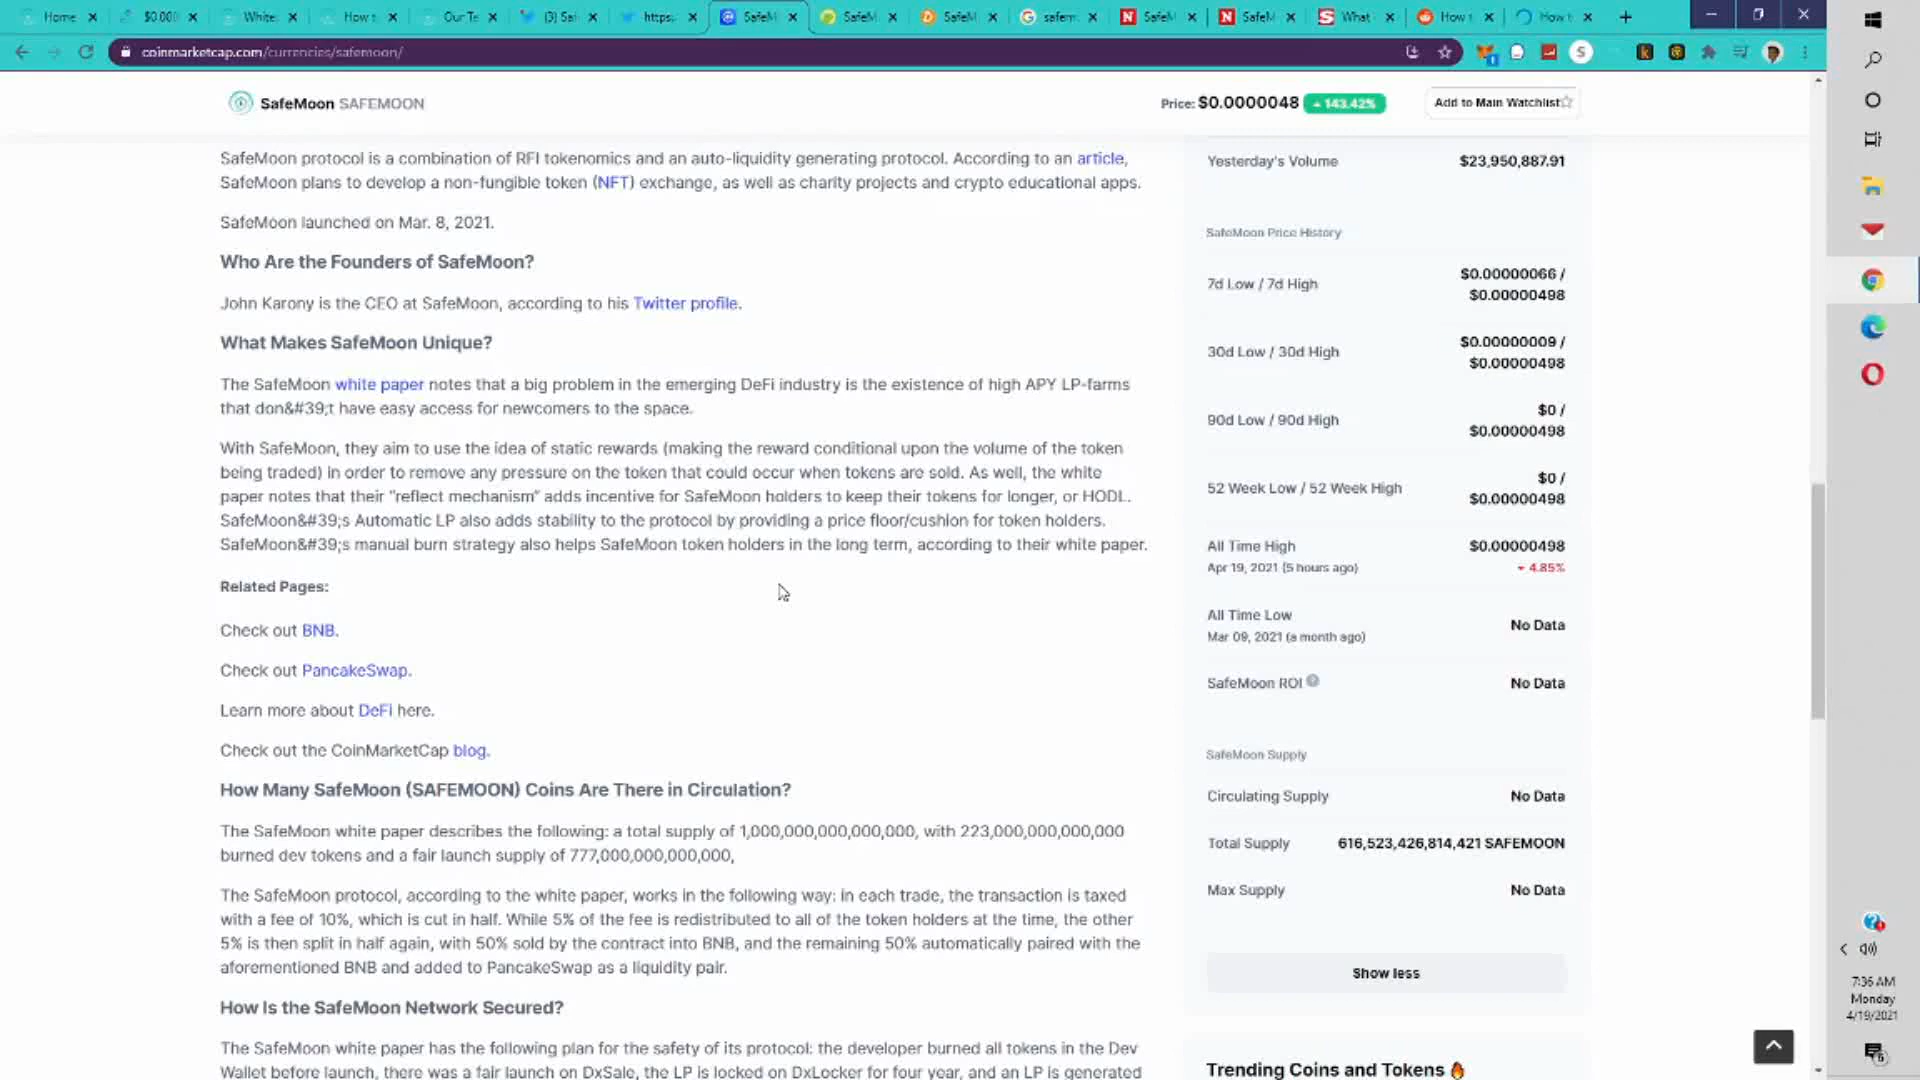 Home
$0.000
White
How t
Our Te
(3) Saf
https:
SafeM
SafeM
SafeM
safem
SafeM
SafeM
What
How t
How t
coinmarketcap.com/currencies/safemoon/
SafeMoon SAFEMOON
Price: $0.0000048 143.42%
Add to Main Watchlist
SafeMoon protocol is a combination of RFI tokenomics and an auto-liquidity generating protocol. According to an article,
SafeMoon plans to develop a non-fungible token (NFT) exchange, as well as charity projects and crypto educational apps.
SafeMoon launched on Mar. 8, 2021.
Who Are the Founders of SafeMoon?
John Karony is the CEO at SafeMoon, according to his Twitter profile.
What Makes SafeMoon Unique?
The SafeMoon white paper notes that a big problem in the emerging DeFi industry is the existence of high APY LP-farms
that don&#39;t have easy access for newcomers to the space.
With SafeMoon, they aim to use the idea of static rewards (making the reward conditional upon the volume of the token
being traded) in order to remove any pressure on the token that could occur when tokens are sold. As well, the white
paper notes that their "reflect mechanism" adds incentive for SafeMoon holders to keep their tokens for longer, or HODL.
SafeMoon&#39;s Automatic LP also adds stability to the protocol by providing a price floor/cushion for token holders.
SafeMoon&#39;s manual burn strategy also helps SafeMoon token holders in the long term, according to their white paper.
Related Pages:
Check out BNB.
Check out PancakeSwap.
Learn more about DeFi here.
Check out the CoinMarketCap blog.
How Many SafeMoon (SAFEMOON) Coins Are There in Circulation?
The SafeMoon white paper describes the following: a total supply of 1,000,000,000,000,000, with 223,000,000,000,000
burned dev tokens and a fair launch supply of 777,000,000,000,000,
The SafeMoon protocol, according to the white paper, works in the following way: in each trade, the transaction is taxed
with a fee of 10%, which is cut in half. While 5% of the fee is redistributed to all of the token holders at the time, the other
5% is then split in half again, with 50% sold by the contract into BNB, and the remaining 50% automatically paired with the
aforementioned BNB and added to PancakeSwap as a liquidity pair.
How Is the SafeMoon Network Secured?
The SafeMoon white paper has the following plan for the safety of its protocol: the developer burned all tokens in the Dev
Wallet before launch, there was a fair launch on DxSale, the LP is locked on DxLocker for four year, and an LP is generated
Yesterday's Volume $23,950,887.91
SafeMoon Price History
7d Low / 7d High $0.00000066 /
$0.00000498
30d Low / 30d High $0.00000009 /
$0.00000498
90d Low / 90d High $0 /
$0.00000498
52 Week Low / 52 Week High $0 /
$0.00000498
All Time High $0.00000498
Apr 19, 2021 (5 hours ago) 4.85%
All Time Low No Data
Mar 09, 2021 (a month ago)
SafeMoon ROI No Data
SafeMoon Supply
Circulating Supply No Data
Total Supply 616,523,426,814,421 SAFEMOON
Max Supply No Data
Show less
Trending Coins and Tokens
7:36 AM
Monday
4/19/2021